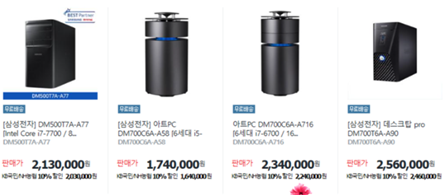 BEST Partner
DM500T7A-A77
무료배송
[삼성전자] DM500T7A-A77
[Intel Core i7-7700 / 8...
DM500T7A-A77
판매가 2,130,000원
KB국민/NH농협 10% 할인 2,030,000원
무료배송
[삼성전자] 아트PC
DM700C6A-A58 [6세대 i5-
DM700C6A-A58
판매가 1,740,000원
KB국민/NH농협 10% 할인 1,640,000원
무료배송
[삼성전자] 아트PC
DM700C6A-A716
[6세대 i7-6700 / 16...
DM700C6A-A716
판매가 2,340,000원
KB국민/NH농협 10% 할인 2,240,000원
무료배송
[삼성전자] 데스크탑 pro
DM700T6A-A90
DM700T6A-A90
판매가 2,560,000원
KB국민/NH농협 10% 할인 2,460,000원